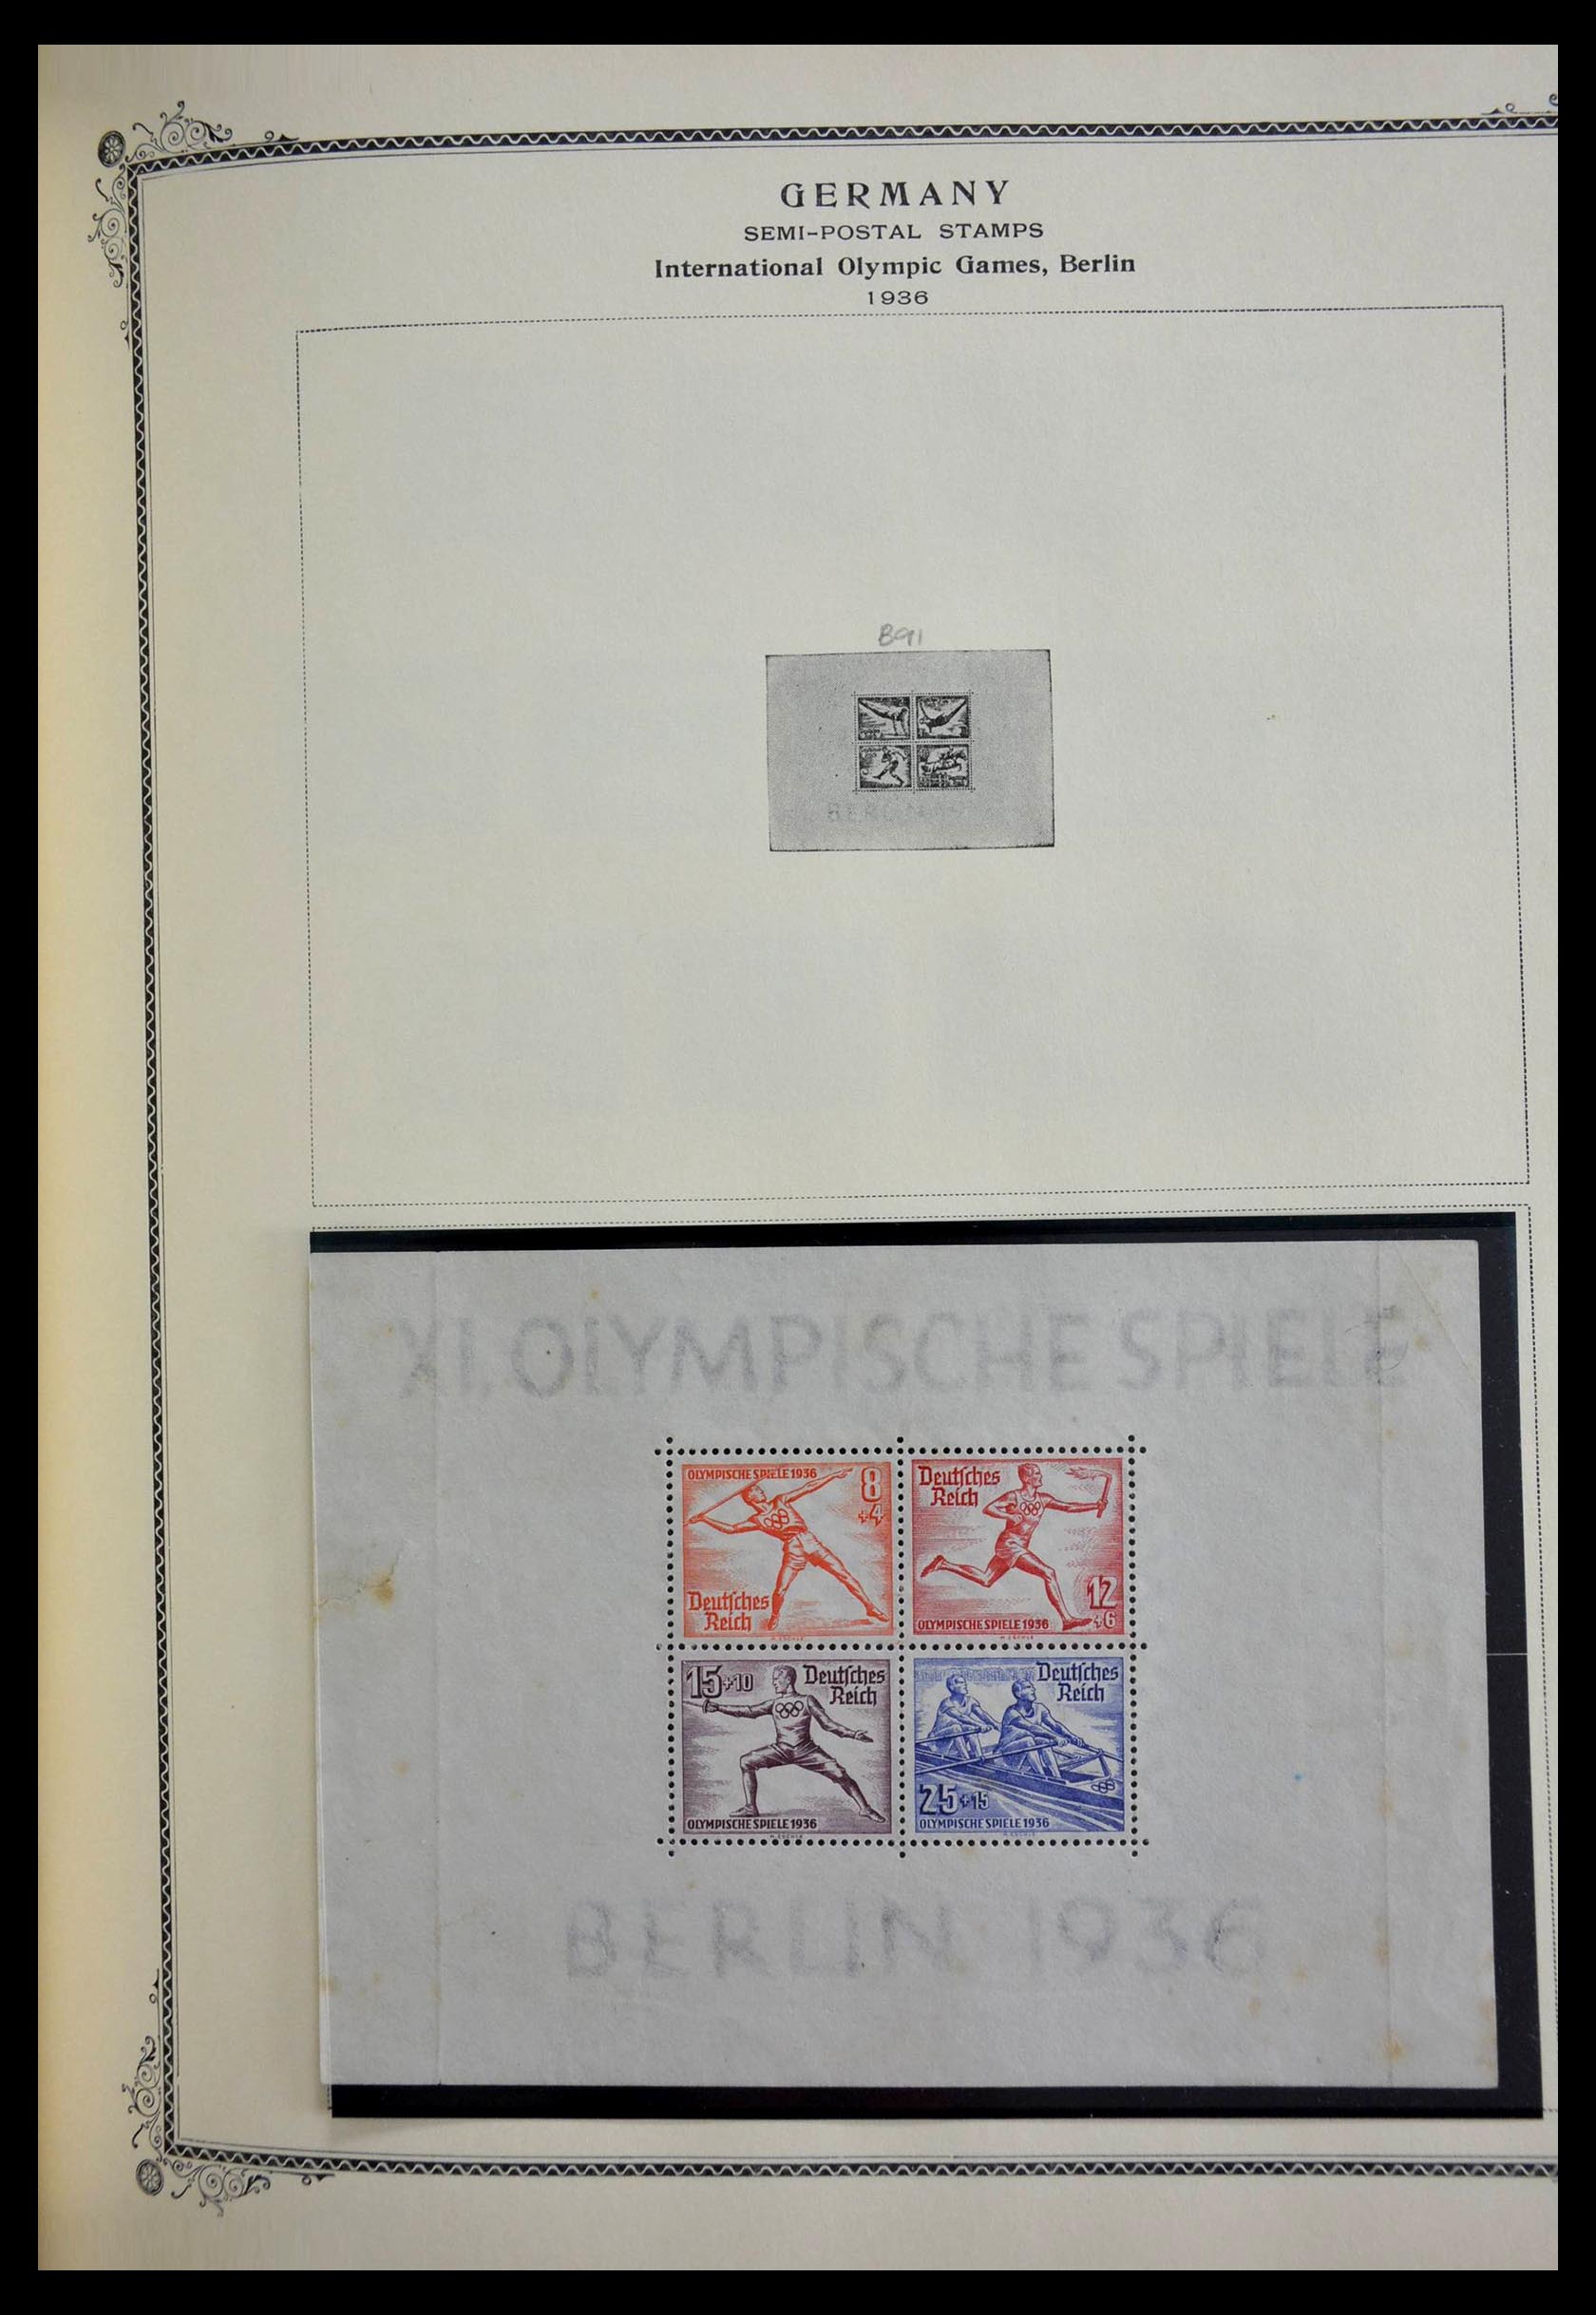 GERMANY
SEMI-POSTAL STAMPS
International Olympic Games, Berlin
1936
B91
XI. OLYMPISCHE SPIELE
OLYMPISCHE SPIELE 1936
8
+4
Deutsches
Reich
Deutsches
Reich
12
+6
OLYMPISCHE SPIELE 1936
15+10
Deutsches
Reich
OLYMPISCHE SPIELE 1936
Deutsches
Reich
25+15
OLYMPISCHE SPIELE 1936
BERLIN 1936